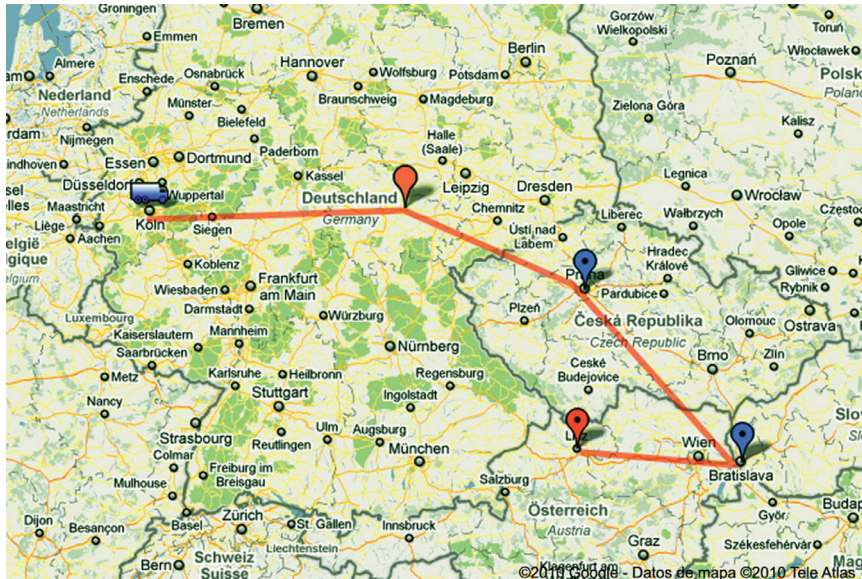 Groningen
Bremen
Emmen
Gorzów
Wielkopolski
Toruń
Almere
Enschede
Osnabrück
Hannover
Wolfsburg
Potsdam
Berlin
Poznań
Włocławek
Nederland
Netherlands
Braunschweig
Magdeburg
Münster
Bielefeld
Zielona Góra
Kalisz
Nijmegen
Paderborn
Halle
(Saale)
Essen
Dortmund
Kassel
Leipzig
Legnica
Düsseldorf
Wuppertal
Deutschland
Germany
Dresden
Wrocław
Maastricht
Liège
Köln
Siegen
Chemnitz
Liberec
Wałbrzych
Aachen
Ústí nad
Labem
Opole
Koblenz
Hradec
Králové
Gliwice
Wiesbaden
Frankfurt
am Main
Praha
Pardubice
Rybnik
Darmstadt
Luxembourg
Würzburg
Plzeň
Česká Republika
Czech Republic
Ostrava
Kaiserslautern
Mannheim
Olomouc
Saarbrücken
Nürnberg
Brno
Zlín
Metz
Karlsruhe
Heilbronn
Regensburg
České
Budejovice
Nancy
Stuttgart
Ingolstadt
Strasbourg
Reutlingen
Ulm
Augsburg
Linz
Wien
Colmar
München
Bratislava
Freiburg im
Breisgau
Mulhouse
Salzburg
Österreich
Austria
Győr
Dijon
Besançon
Basel
Zürich
St. Gallen
Innsbruck
Liechtenstein
Graz
Székesfehérvár
Bern
Schweiz
Suisse
Klagenfurt am
©2010 Google - Datos de mapa ©2010 Tele Atlas